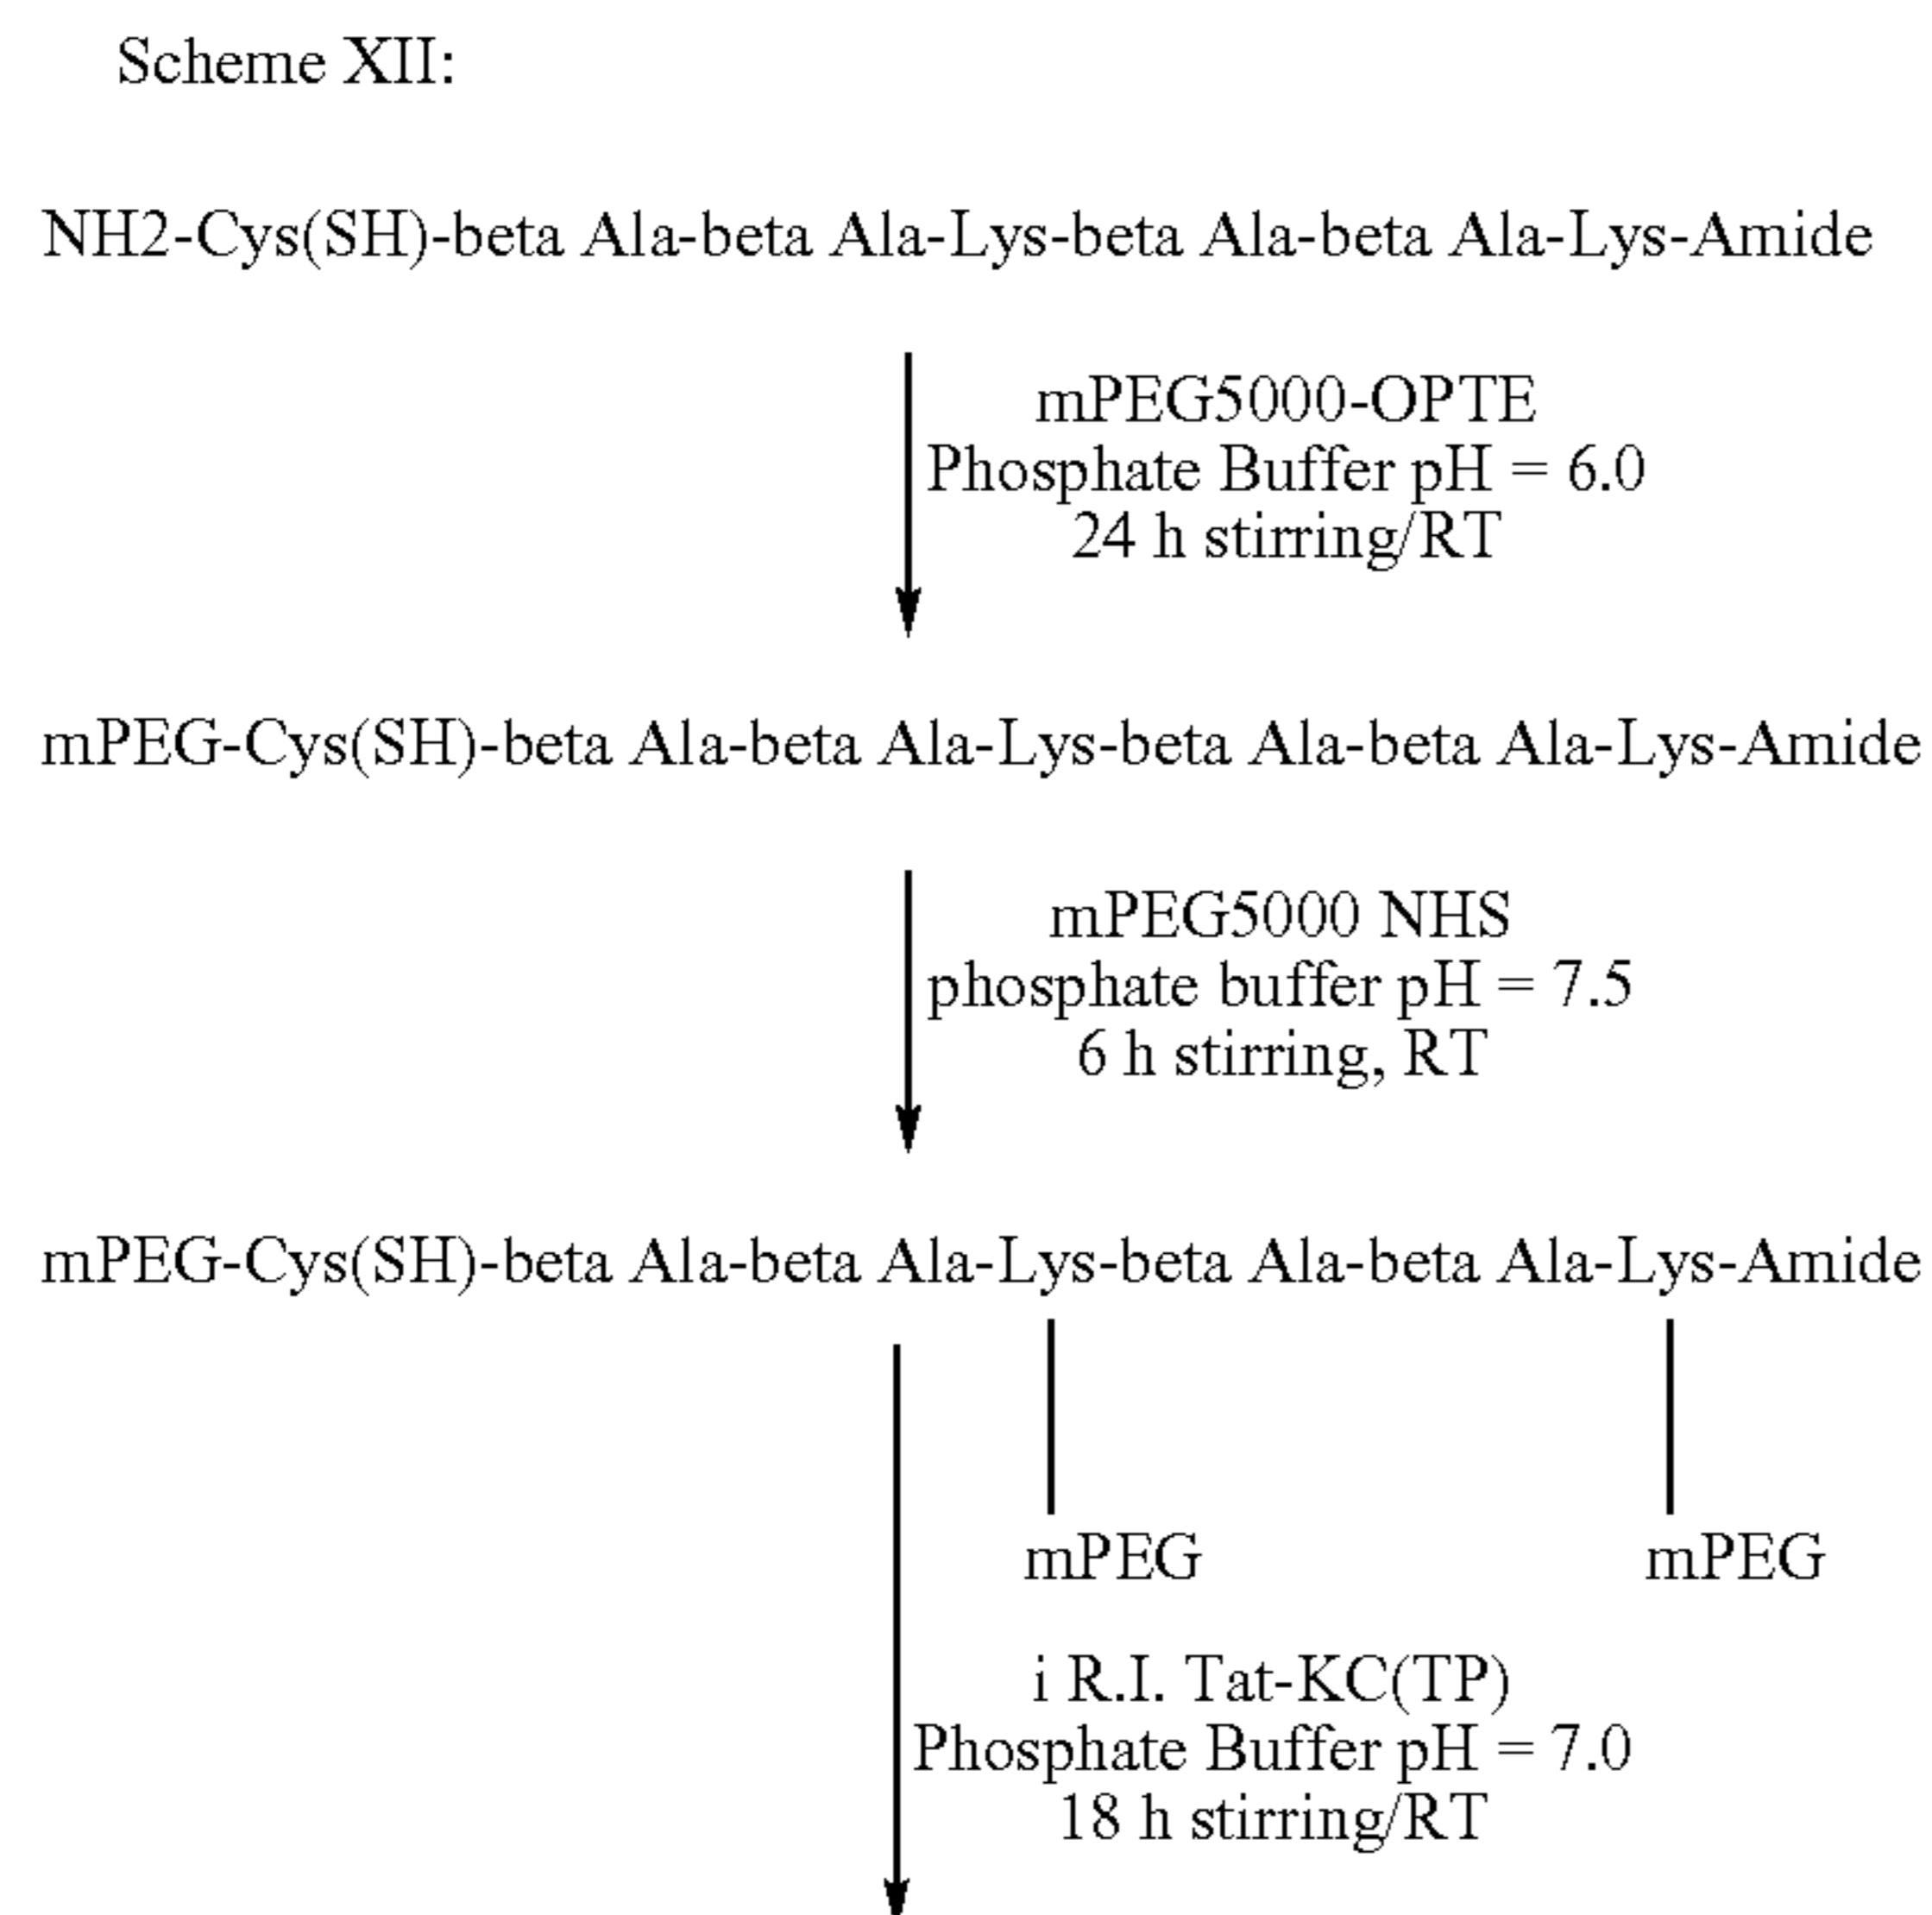 Scheme XII:
NH2-Cys(SH)-beta Ala-beta Ala-Lys-beta Ala-beta Ala-Lys-Amide
mPEG5000-OPTE
Phosphate Buffer pH = 6.0
24 h stirring/RT
mPEG-Cys(SH)-beta Ala-beta Ala-Lys-beta Ala-beta Ala-Lys-Amide
mPEG5000 NHS
phosphate buffer pH = 7.5
6 h stirring, RT
mPEG-Cys(SH)-beta Ala-beta Ala-Lys-beta Ala-beta Ala-Lys-Amide
mPEG mPEG
i R.I. Tat-KC(TP)
Phosphate Buffer pH = 7.0
18 h stirring/RT